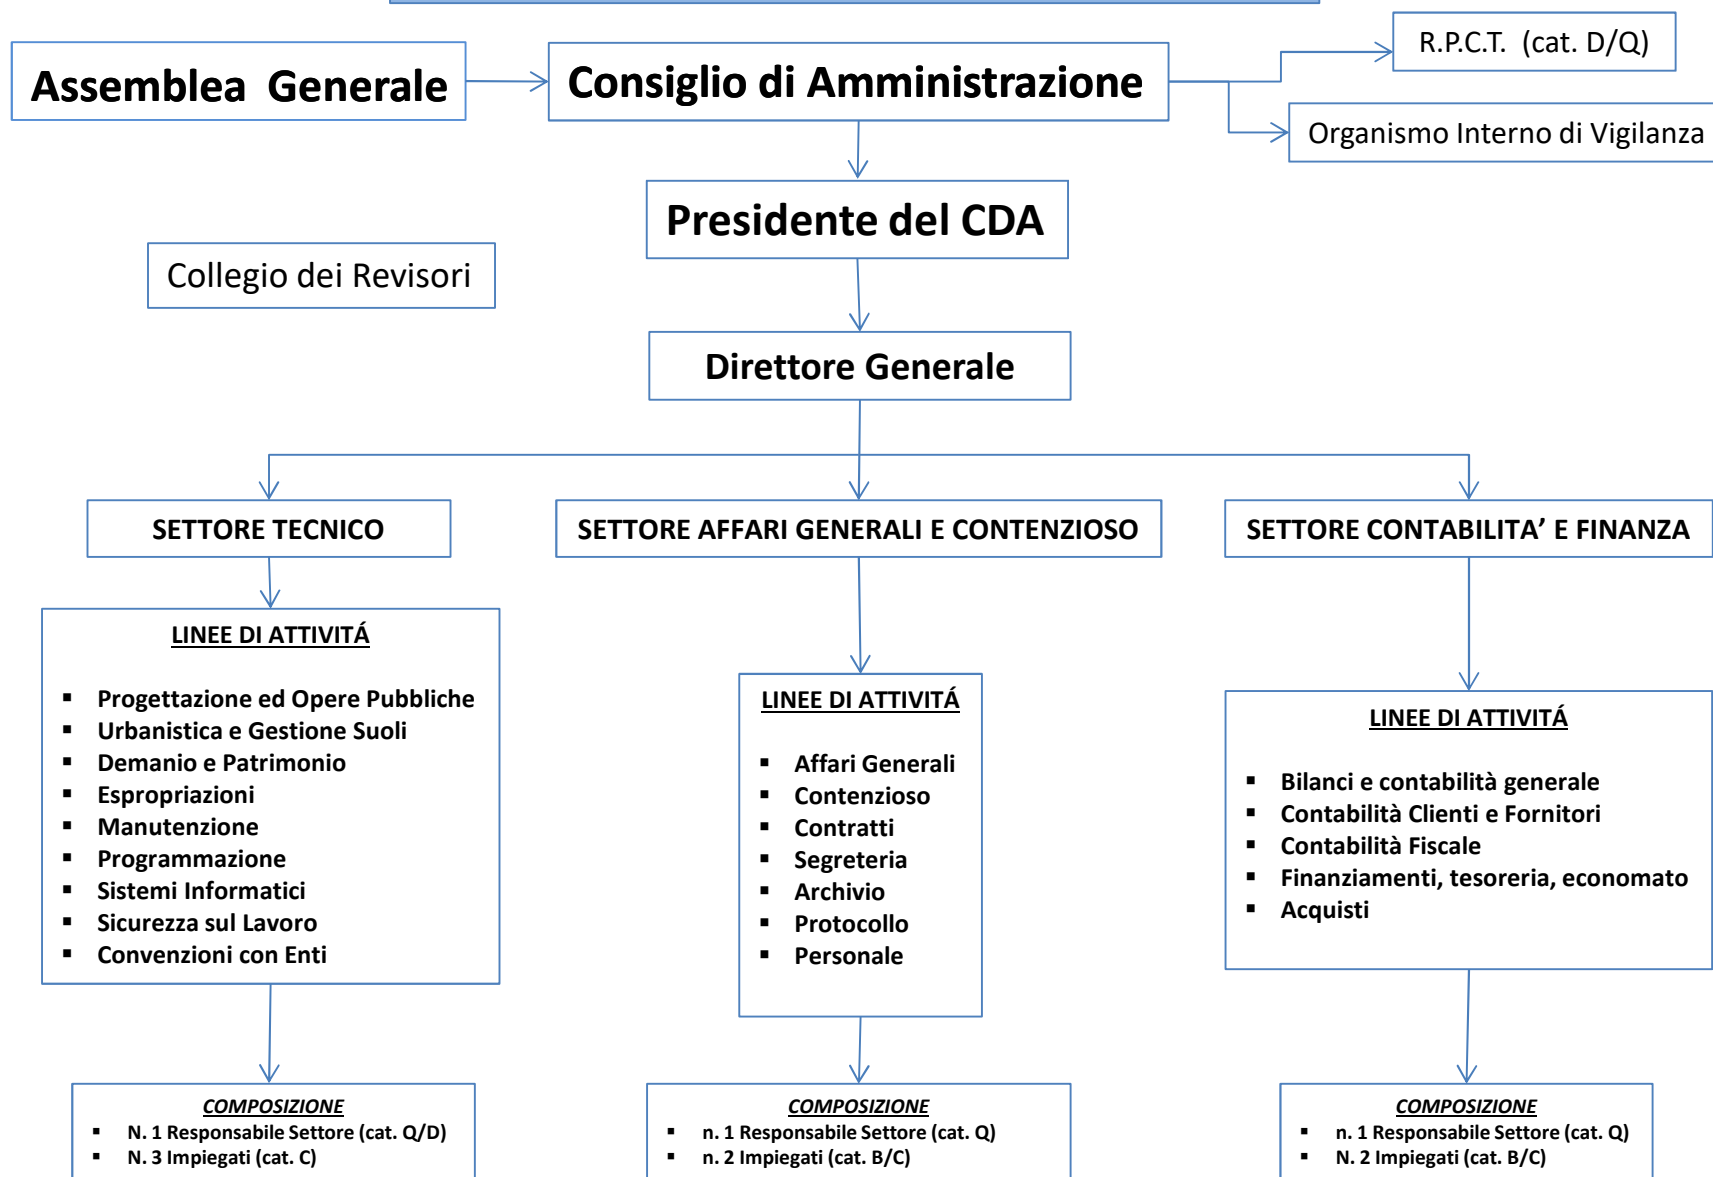 Assemblea  Generale
Consiglio di Amministrazione
R.P.C.T.  (cat. D/Q)
Organismo Interno di Vigilanza
Presidente del CDA
Collegio dei Revisori
Direttore Generale
SETTORE TECNICO
SETTORE AFFARI GENERALI E CONTENZIOSO
SETTORE CONTABILITA’ E FINANZA
LINEE DI ATTIVITÁ
▪ Progettazione ed Opere Pubbliche
▪ Urbanistica e Gestione Suoli
▪ Demanio e Patrimonio
▪ Espropriazioni
▪ Manutenzione
▪ Programmazione
▪ Sistemi Informatici
▪ Sicurezza sul Lavoro
▪ Convenzioni con Enti
LINEE DI ATTIVITÁ
▪ Affari Generali
▪ Contenzioso
▪ Contratti
▪ Segreteria
▪ Archivio
▪ Protocollo
▪ Personale
LINEE DI ATTIVITÁ
▪ Bilanci e contabilità generale
▪ Contabilità Clienti e Fornitori
▪ Contabilità Fiscale
▪ Finanziamenti, tesoreria, economato
▪ Acquisti
COMPOSIZIONE
▪ N. 1 Responsabile Settore (cat. Q/D)
▪ N. 3 Impiegati (cat. C)
COMPOSIZIONE
▪ n. 1 Responsabile Settore (cat. Q)
▪ n. 2 Impiegati (cat. B/C)
COMPOSIZIONE
▪ n. 1 Responsabile Settore (cat. Q)
▪ N. 2 Impiegati (cat. B/C)